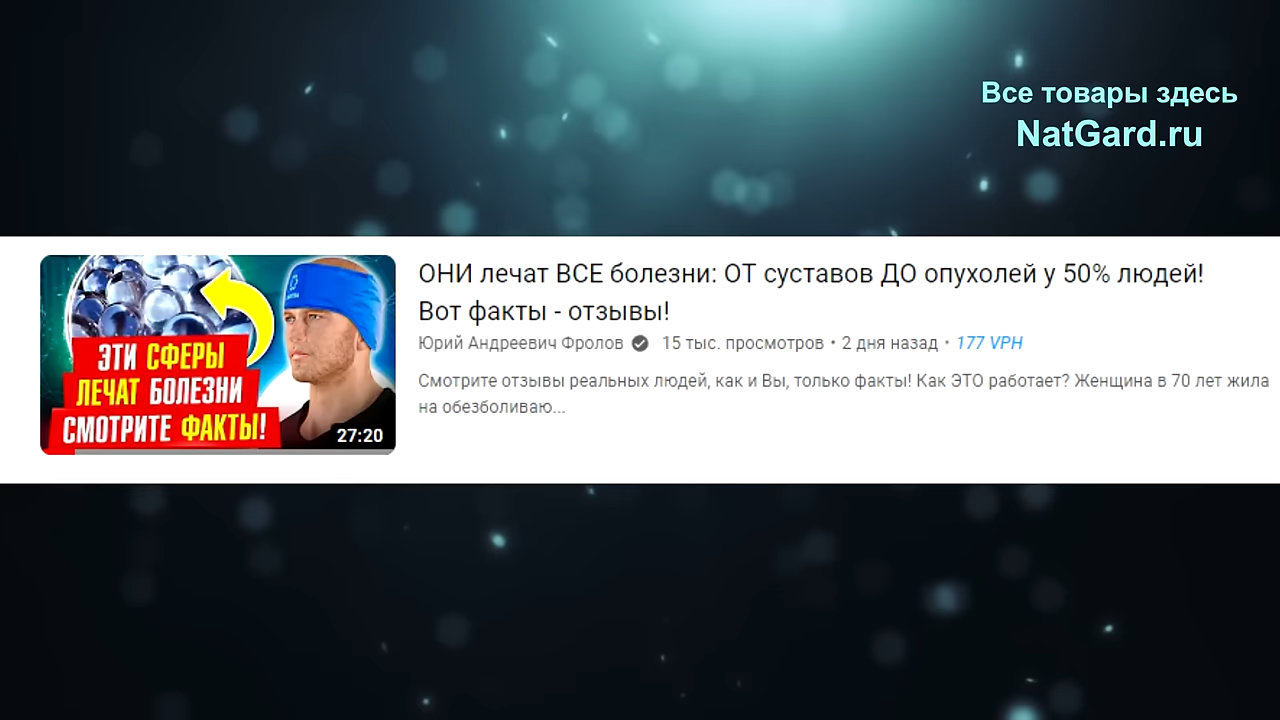 Все товары здесь
NatGard.ru
ОНИ лечат ВСЕ болезни: ОТ суставов ДО опухолей у 50% людей!
Вот факты - отзывы!
Юрий Андреевич Фролов 15 тыс. просмотров • 2 дня назад • 177 VPH
Смотрите отзывы реальных людей, как и Вы, только факты! Как ЭТО работает? Женщина в 70 лет жила
на обезболиваю...
ЭТИ СФЕРЫ
ЛЕЧАТ БОЛЕЗНИ
СМОТРИТЕ ФАКТЫ!
27:20